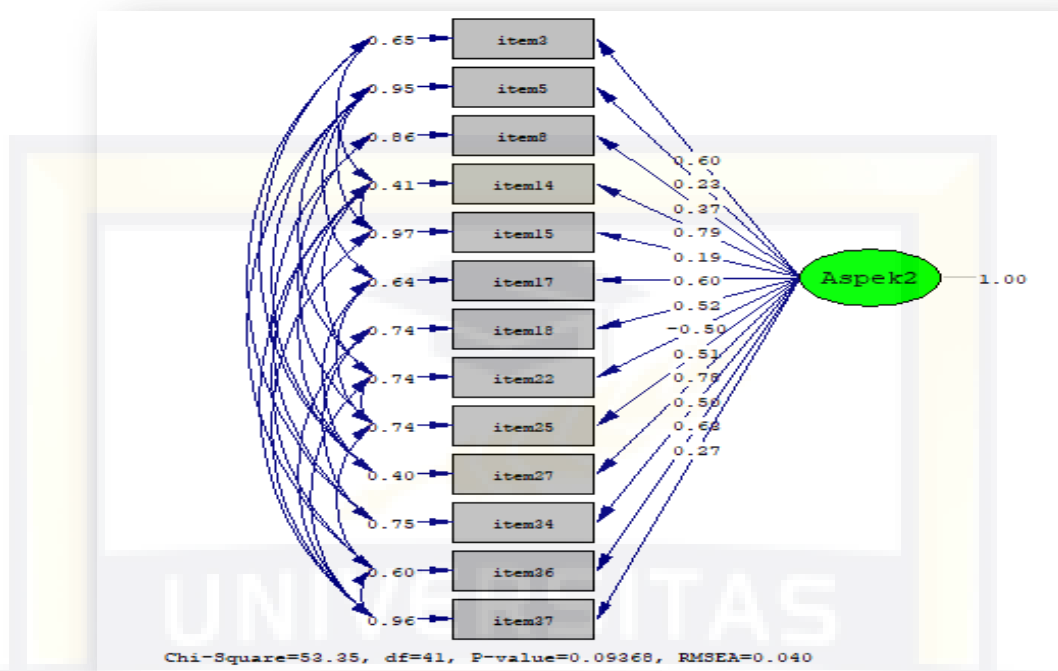 0.65 item3
0.95 item5
0.86 item8
0.41 item14
0.97 item15
0.64 item17
0.74 item18
0.74 item22
0.74 item25
0.40 item27
0.75 item34
0.60 item36
0.96 item37
0.60
0.23
0.37
0.79
0.19
0.60
0.52
-0.50
0.51
0.78
0.50
0.63
0.27
Aspek2 1.00
UNIVERSITAS
Chi-Square=53.35, df=41, P-value=0.09368, RMSEA=0.040